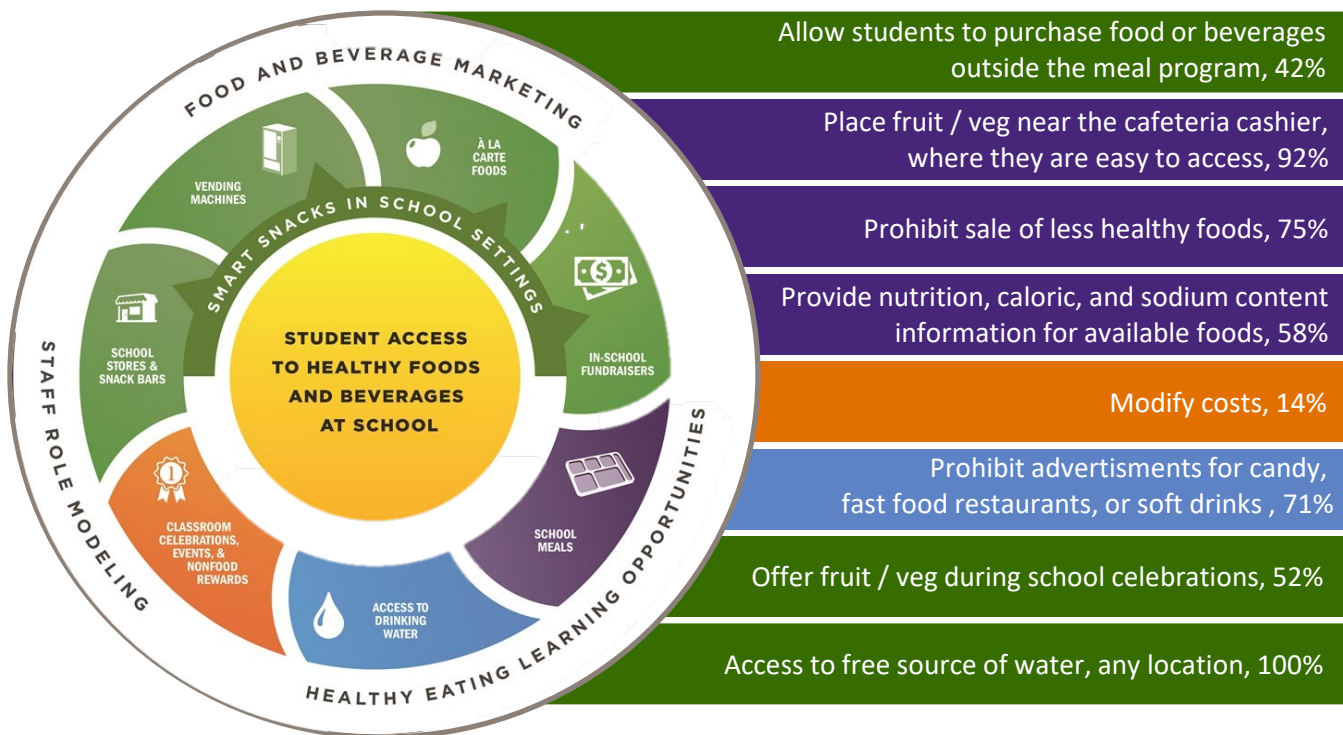 FOOD AND BEVERAGE MARKETING
VENDING
MACHINES
À LA
CARTE
FOODS
SMART SNACKS IN SCHOOL SETTINGS
SCHOOL
STORES &
SNACK BARS
IN-SCHOOL
FUNDRAISERS
STUDENT ACCESS
TO HEALTHY FOODS
AND BEVERAGES
AT SCHOOL
STAFF ROLE MODELING
1
CLASSROOM
CELEBRATIONS,
EVENTS, &
NONFOOD
REWARDS
ACCESS TO
DRINKING
WATER
SCHOOL
MEALS
HEALTHY EATING LEARNING OPPORTUNITIES
$
Allow students to purchase food or beverages
outside the meal program, 42%
Place fruit / veg near the cafeteria cashier,
where they are easy to access, 92%
Prohibit sale of less healthy foods, 75%
Provide nutrition, caloric, and sodium content
information for available foods, 58%
Modify costs, 14%
Prohibit advertisments for candy,
fast food restaurants, or soft drinks , 71%
Offer fruit / veg during school celebrations, 52%
Access to free source of water, any location, 100%